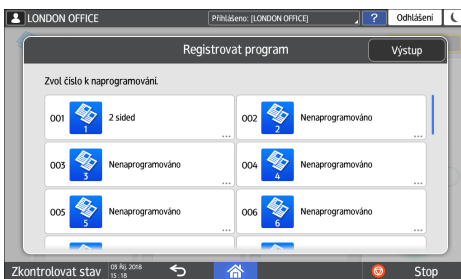 LONDON OFFICE
Přihlášeno: [LONDON OFFICE]
?
Odhlášení
Registrovat program
Výstup
Zvol číslo k naprogramování.
001
1
2 sided
002
2
Nenaprogramováno
003
3
Nenaprogramováno
004
4
Nenaprogramováno
005
5
Nenaprogramováno
006
6
Nenaprogramováno
Zkontrolovat stav
03 Říj. 2018
15 : 18
Stop